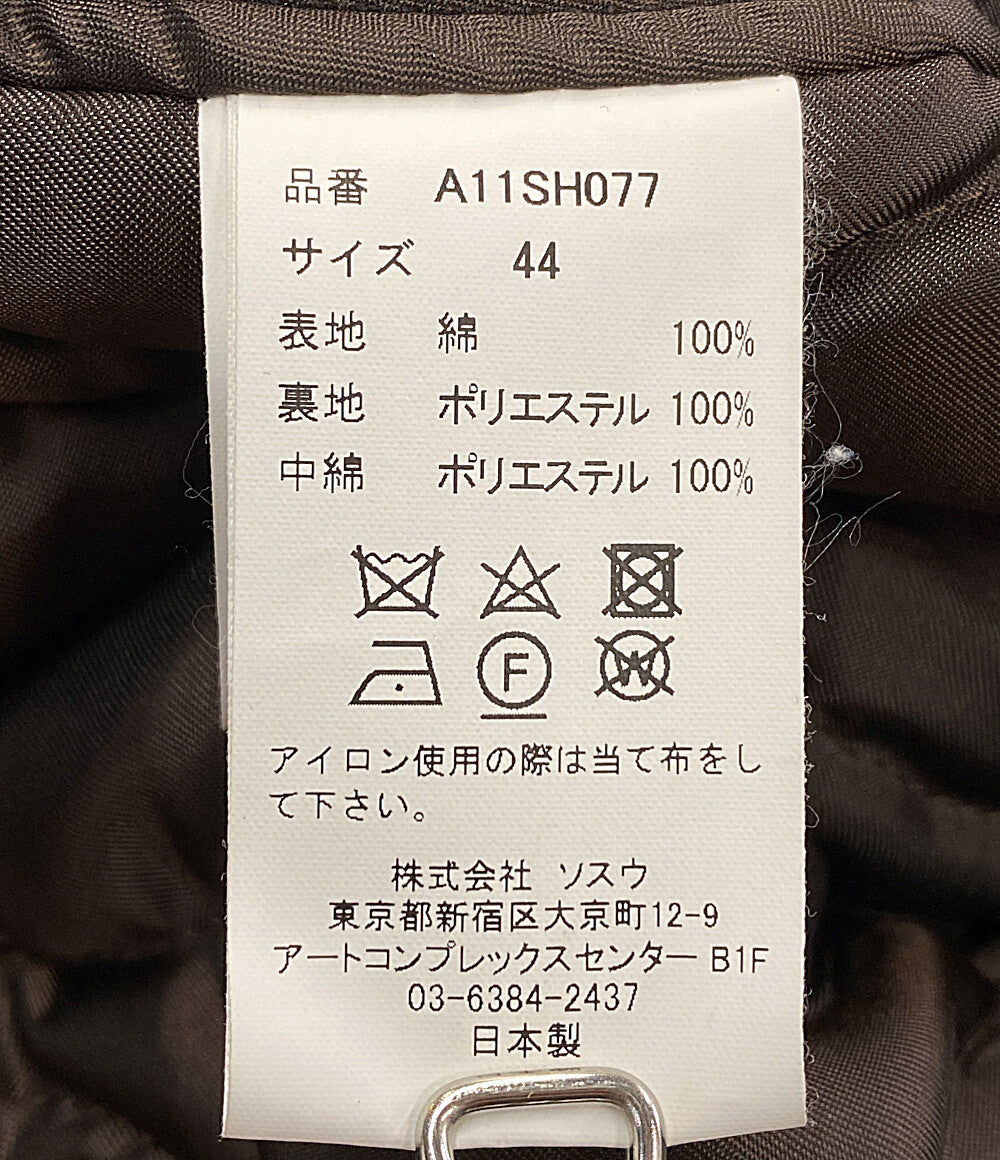 品番 A11SH077
サイズ 44
表地 綿 100%
裏地 ポリエステル 100%
中綿 ポリエステル 100%
F W
アイロン使用の際は当て布をし
て下さい。
株式会社 ソスウ
東京都新宿区大京町12-9
アートコンプレックスセンター B1F
03-6384-2437
日本製